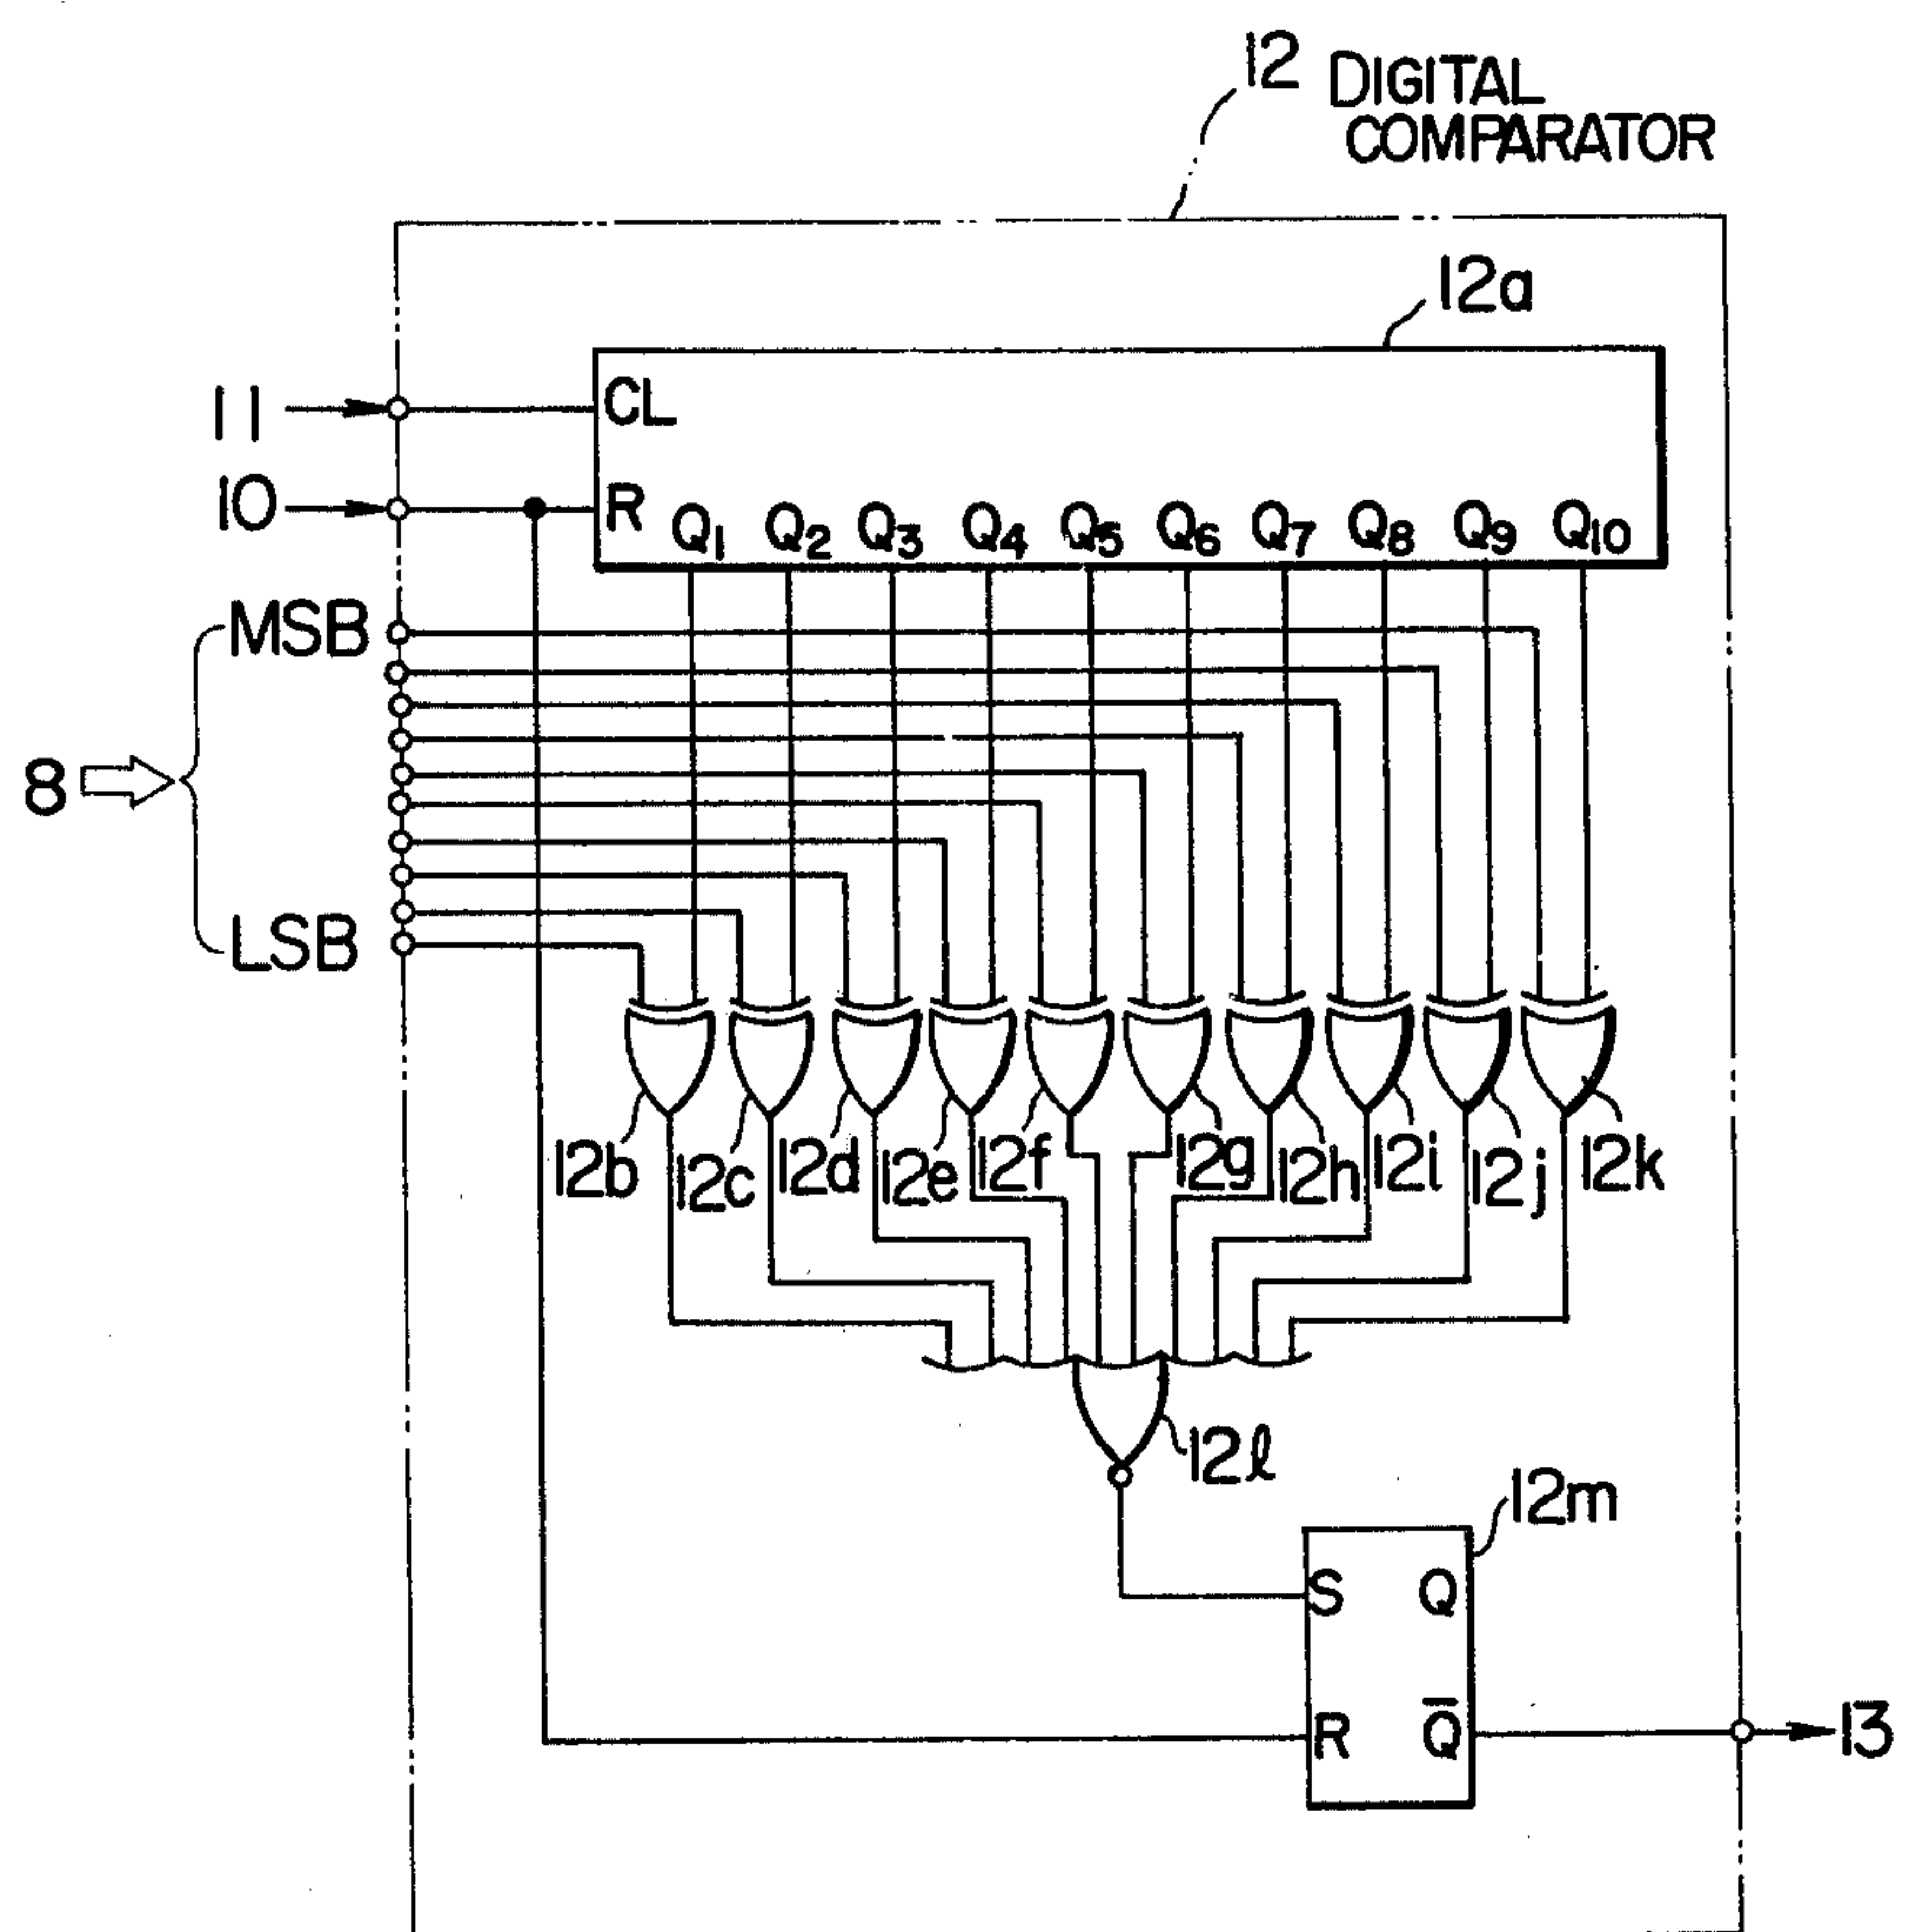 12 DIGITAL
COMPARATOR
12a
11
CL
10
R
Q1 Q2 Q3 Q4 Q5 Q6 Q7 Q8 Q9 Q10
MSB
8
LSB
12b 12c 12d 12e 12f 12g 12h 12i 12j 12k
12l
12m
S Q
R Q̅
13